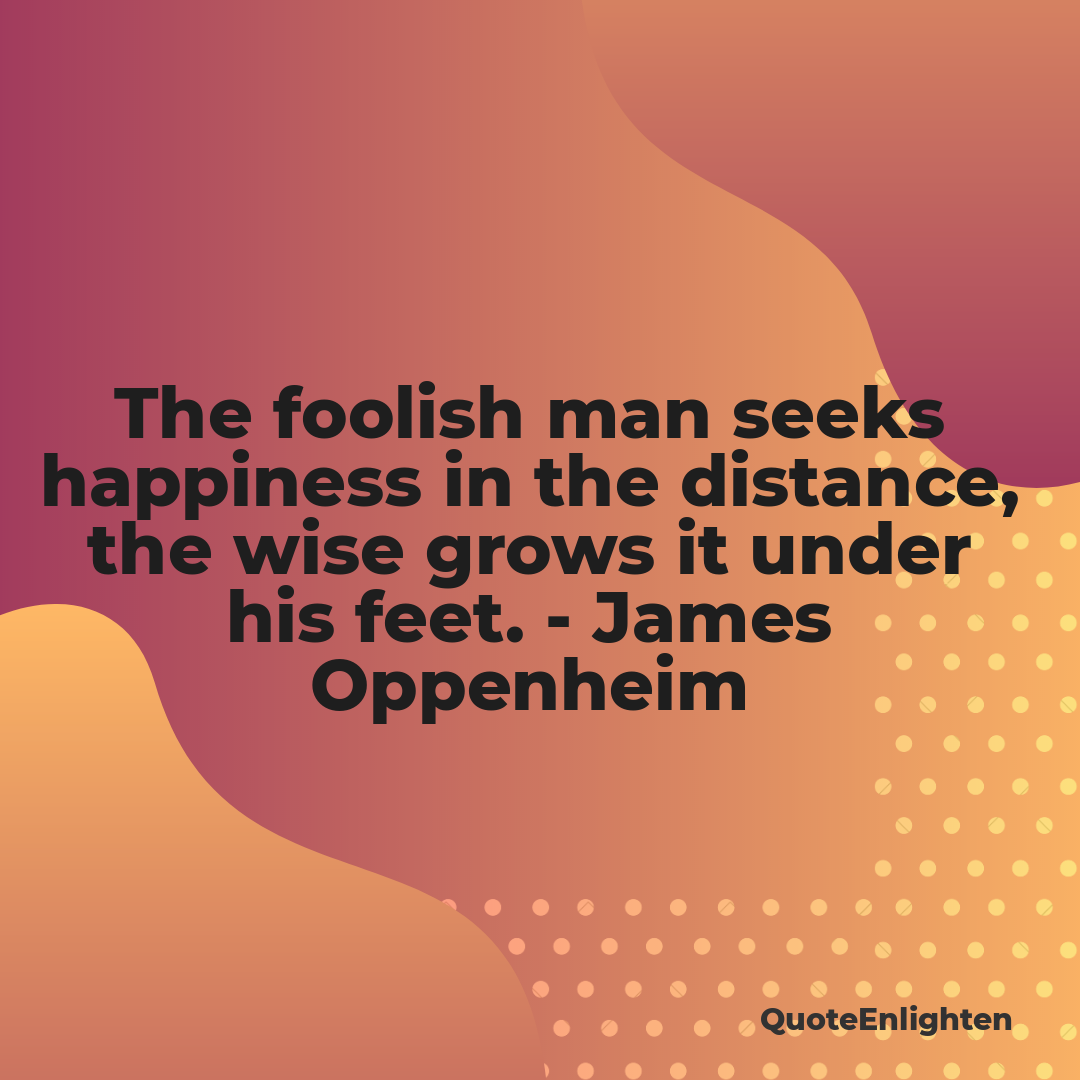 The foolish man seeks
happiness in the distance,
the wise grows it under
his feet. - James
Oppenheim
QuoteEnlighten